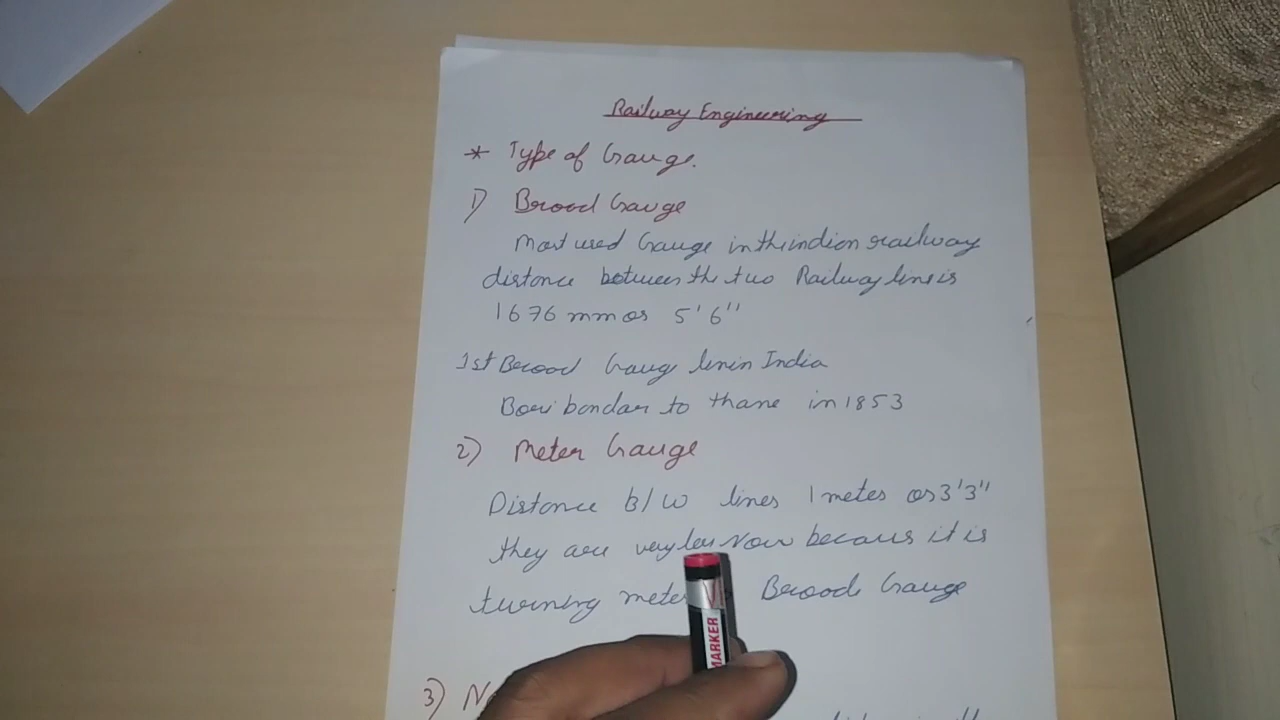 Railway Engineering
* Type of Gauge.
1) Broad Gauge
Most used Gauge in the indian railway
distance between the two Railway line is
1676 mm or 5'6"
1st Broad Gauge line in India
Bori bandar to thane in 1853
2) Meter Gauge
Distance B/W lines 1 meter or 3'3"
they are very less Now becaus it is
turning meter Broad Gauge
3)
MARKER